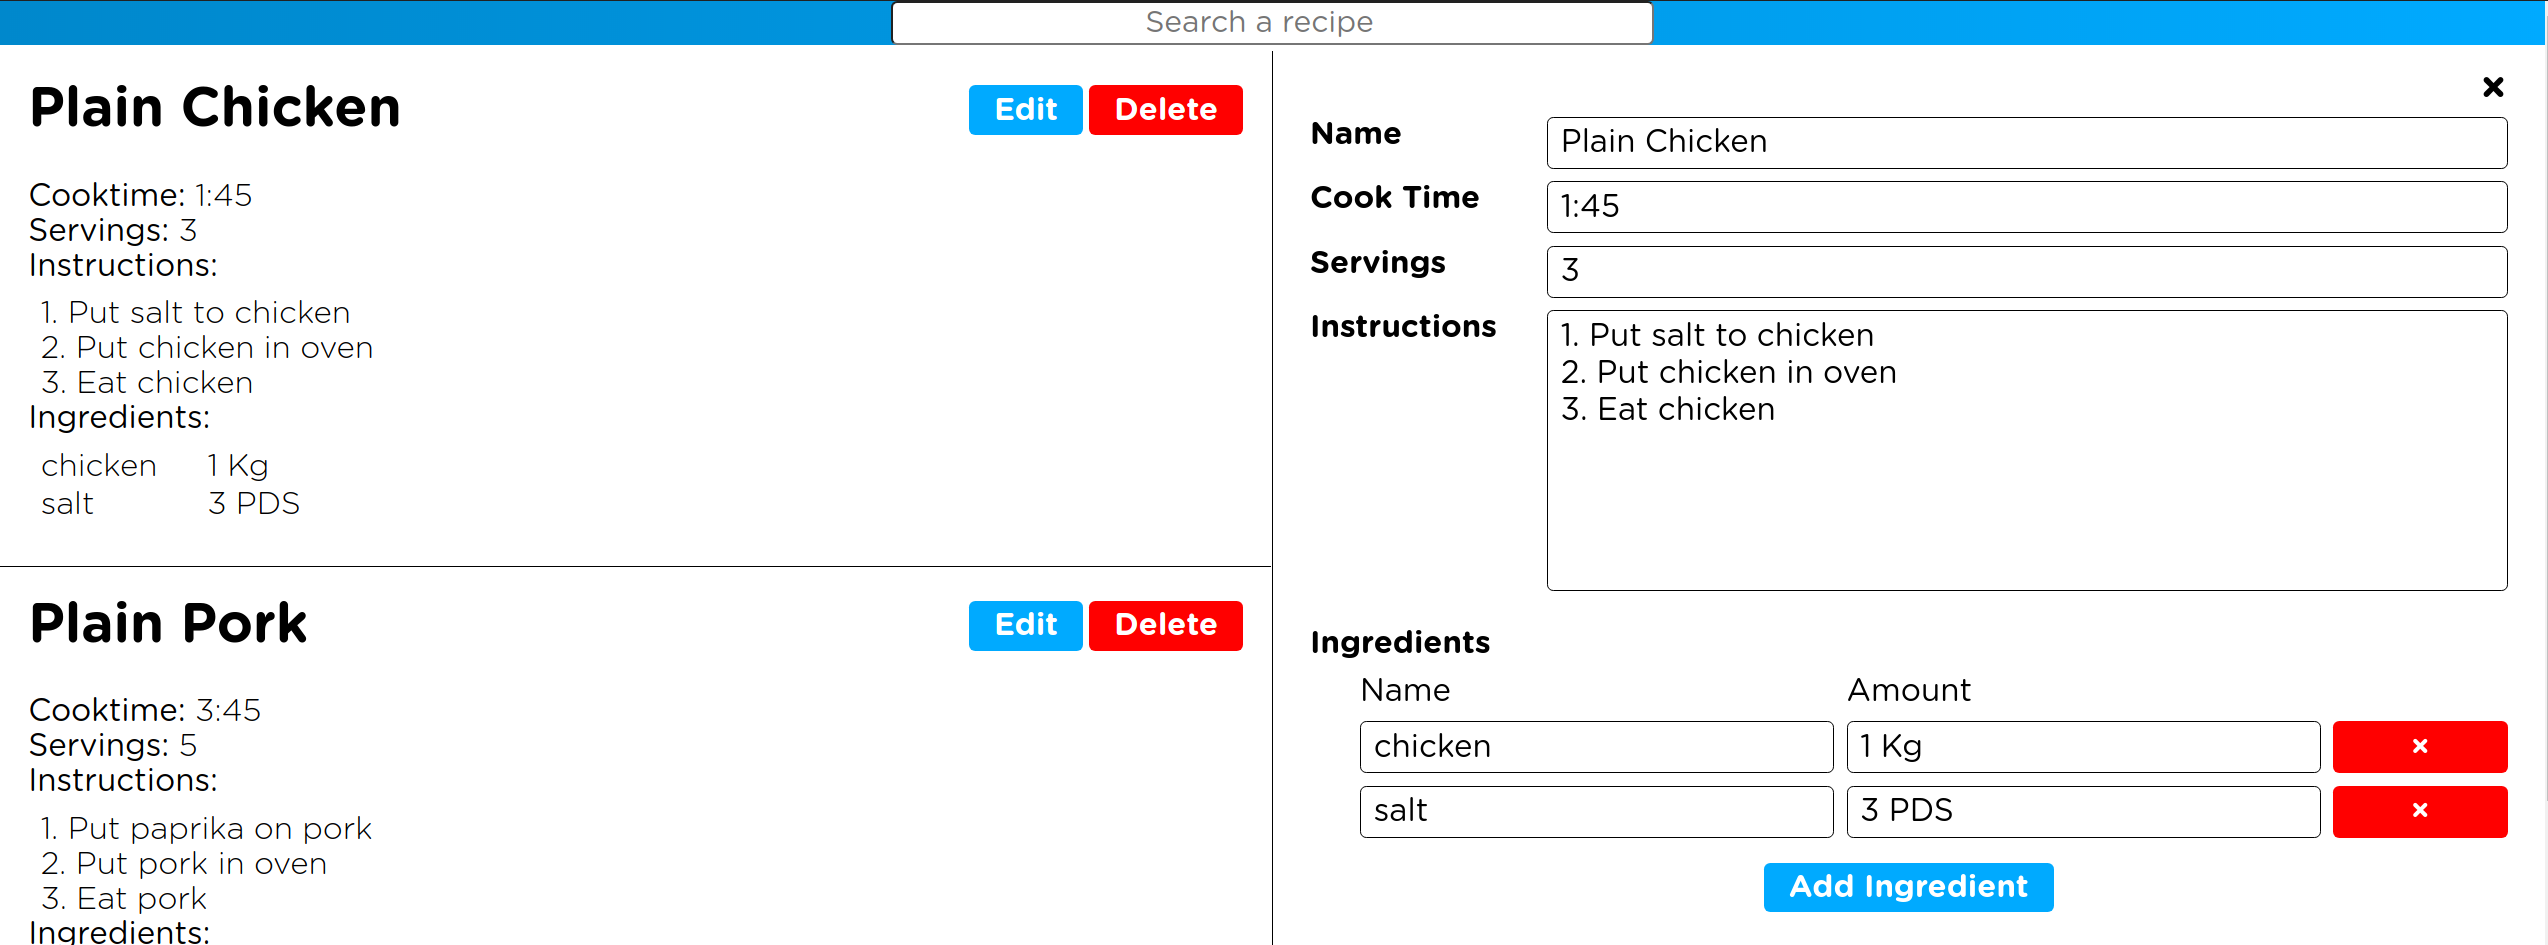 Search a recipe
Plain Chicken
Edit
Delete
Cooktime: 1:45
Servings: 3
Instructions:
1. Put salt to chicken
2. Put chicken in oven
3. Eat chicken
Ingredients:
chicken 1 Kg
salt 3 PDS
Plain Pork
Edit
Delete
Cooktime: 3:45
Servings: 5
Instructions:
1. Put paprika on pork
2. Put pork in oven
3. Eat pork
Ingredients:
×
Name Plain Chicken
Cook Time 1:45
Servings 3
Instructions
1. Put salt to chicken
2. Put chicken in oven
3. Eat chicken
Ingredients
Name Amount
chicken 1 Kg ×
salt 3 PDS ×
Add Ingredient